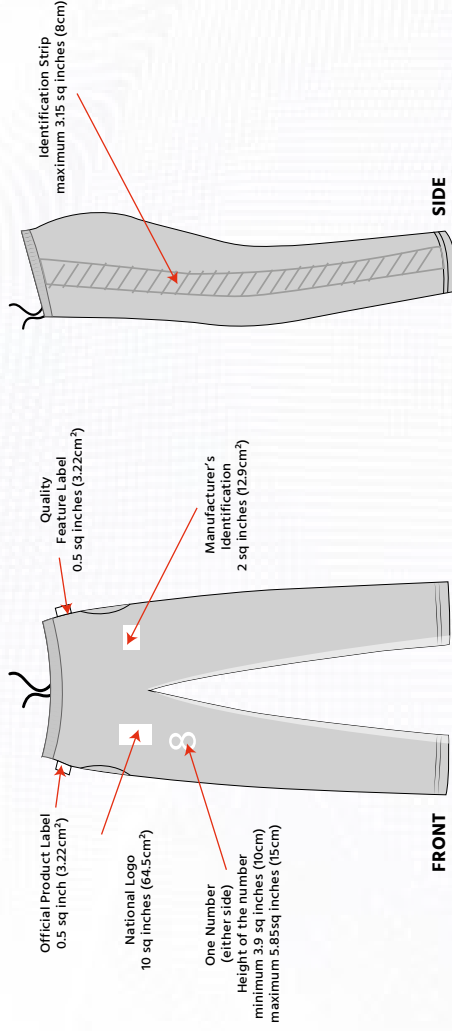 Official Product Label
0.5 sq inch (3.22cm²)
National Logo
10 sq inches (64.5cm²)
One Number
(either side)
Height of the number
minimum 3.9 sq inches (10cm)
maximum 5.85sq inches (15cm)
8
Quality
Feature Label
0.5 sq inches (3.22cm²)
Manufacturer's
Identification
2 sq inches (12.9cm²)
FRONT
Identification Strip
maximum 3.15 sq inches (8cm)
SIDE